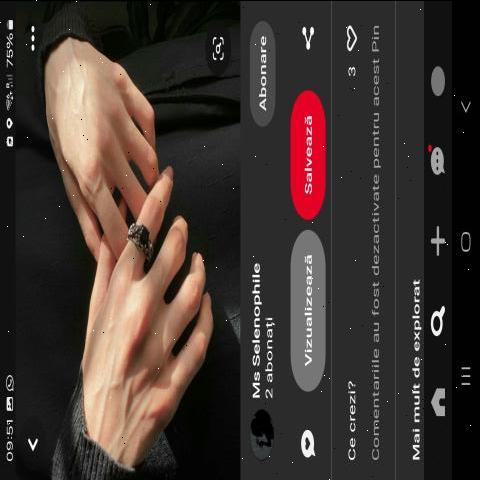 09:51 75%
Ms Selenophile
2 abonați
Abonare
Vizualizează
Salvează
Ce crezi? 3
Comentariile au fost dezactivate pentru acest Pin
Mai mult de explorat